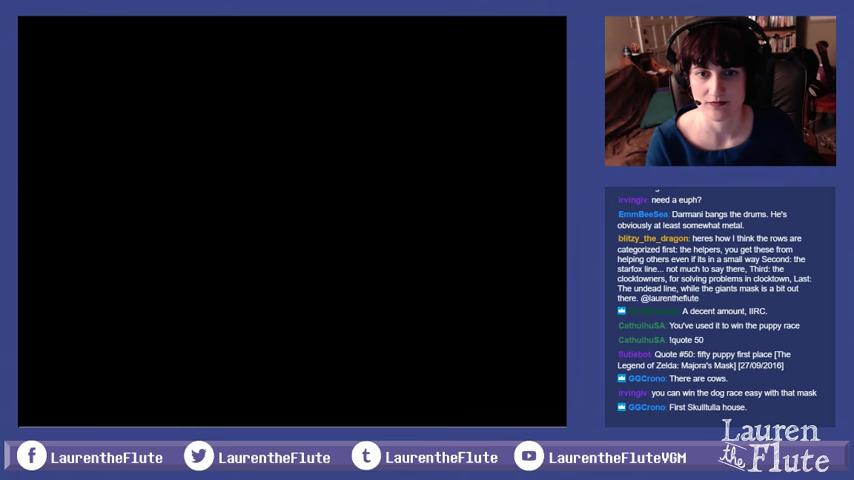 irvingiv: need a euph?
EmmBeeSea: Darmani bangs the drums. He's
obviously at least somewhat metal.
blitzy_the_dragon: heres how I think the rows are
categorized first: the helpers, you get these from
helping others even if its in a small way Second: the
starfox line... not much to say there, Third: the
clocktowners, for solving problems in clocktown, Last:
The undead line, while the giants mask is a bit out
there. @laurentheflute
A decent amount, IIRC.
CathulhuSA: You've used it to win the puppy race
CathulhuSA: !quote 50
flutiebot: Quote #50: fifty puppy first place [The
Legend of Zelda: Majora's Mask] [27/09/2016]
GGCrono: There are cows.
irvingiv: you can win the dog race easy with that mask
GGCrono: First Skulltulla house.
Lauren
the Flute
LaurentheFlute
LaurentheFlute
LaurentheFlute
LaurentheFluteVGM